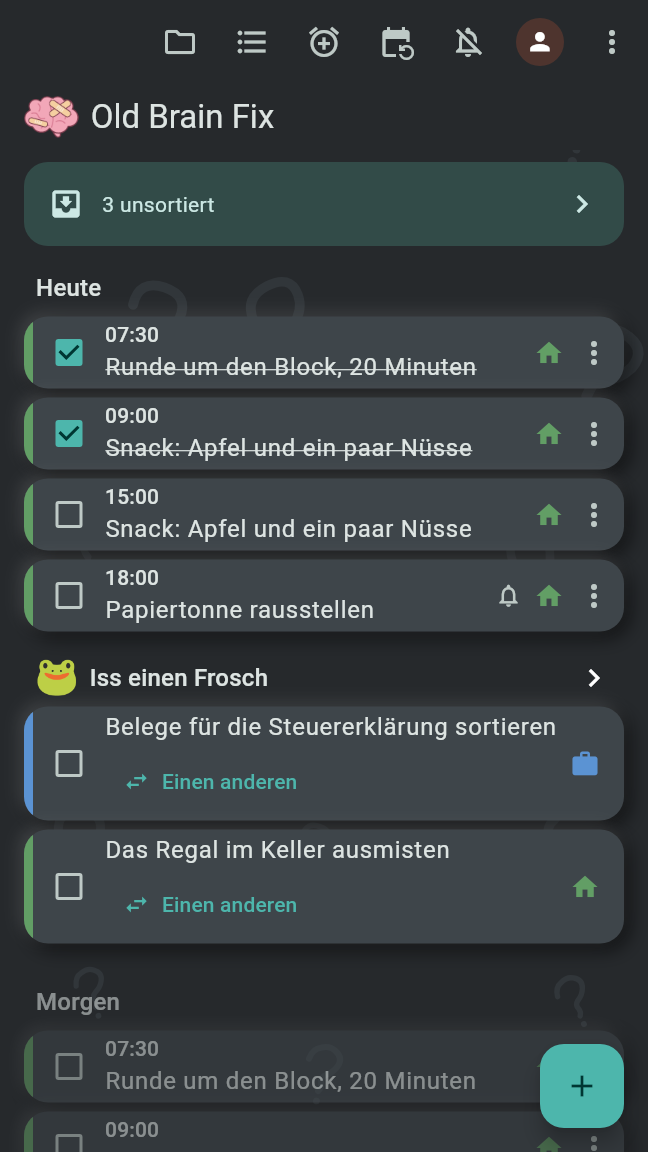 Old Brain Fix
3 unsortiert
Heute
07:30
Runde um den Block, 20 Minuten
09:00
Snack: Apfel und ein paar Nüsse
15:00
Snack: Apfel und ein paar Nüsse
18:00
Papiertonne rausstellen
Iss einen Frosch
Belege für die Steuererklärung sortieren
Einen anderen
Das Regal im Keller ausmisten
Einen anderen
Morgen
07:30
Runde um den Block, 20 Minuten
09:00